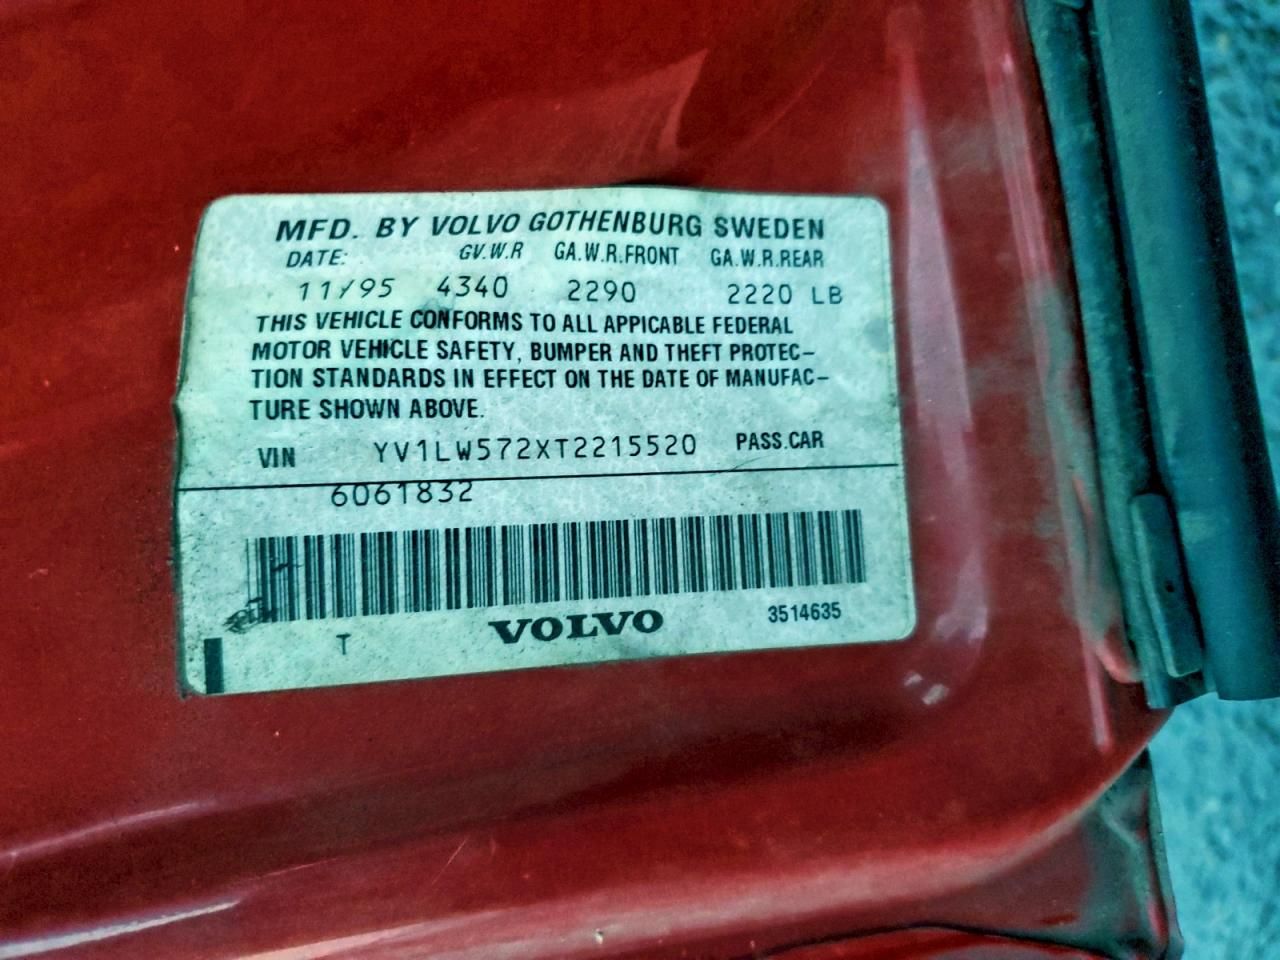 MFD. BY VOLVO GOTHENBURG SWEDEN
DATE: GV.W.R GA.W.R.FRONT GA.W.R.REAR
11/95 4340 2290 2220 LB
THIS VEHICLE CONFORMS TO ALL APPICABLE FEDERAL
MOTOR VEHICLE SAFETY, BUMPER AND THEFT PROTEC-
TION STANDARDS IN EFFECT ON THE DATE OF MANUFAC-
TURE SHOWN ABOVE.
VIN YV1LW572XT2215520 PASS.CAR
6061832
T VOLVO 3514635